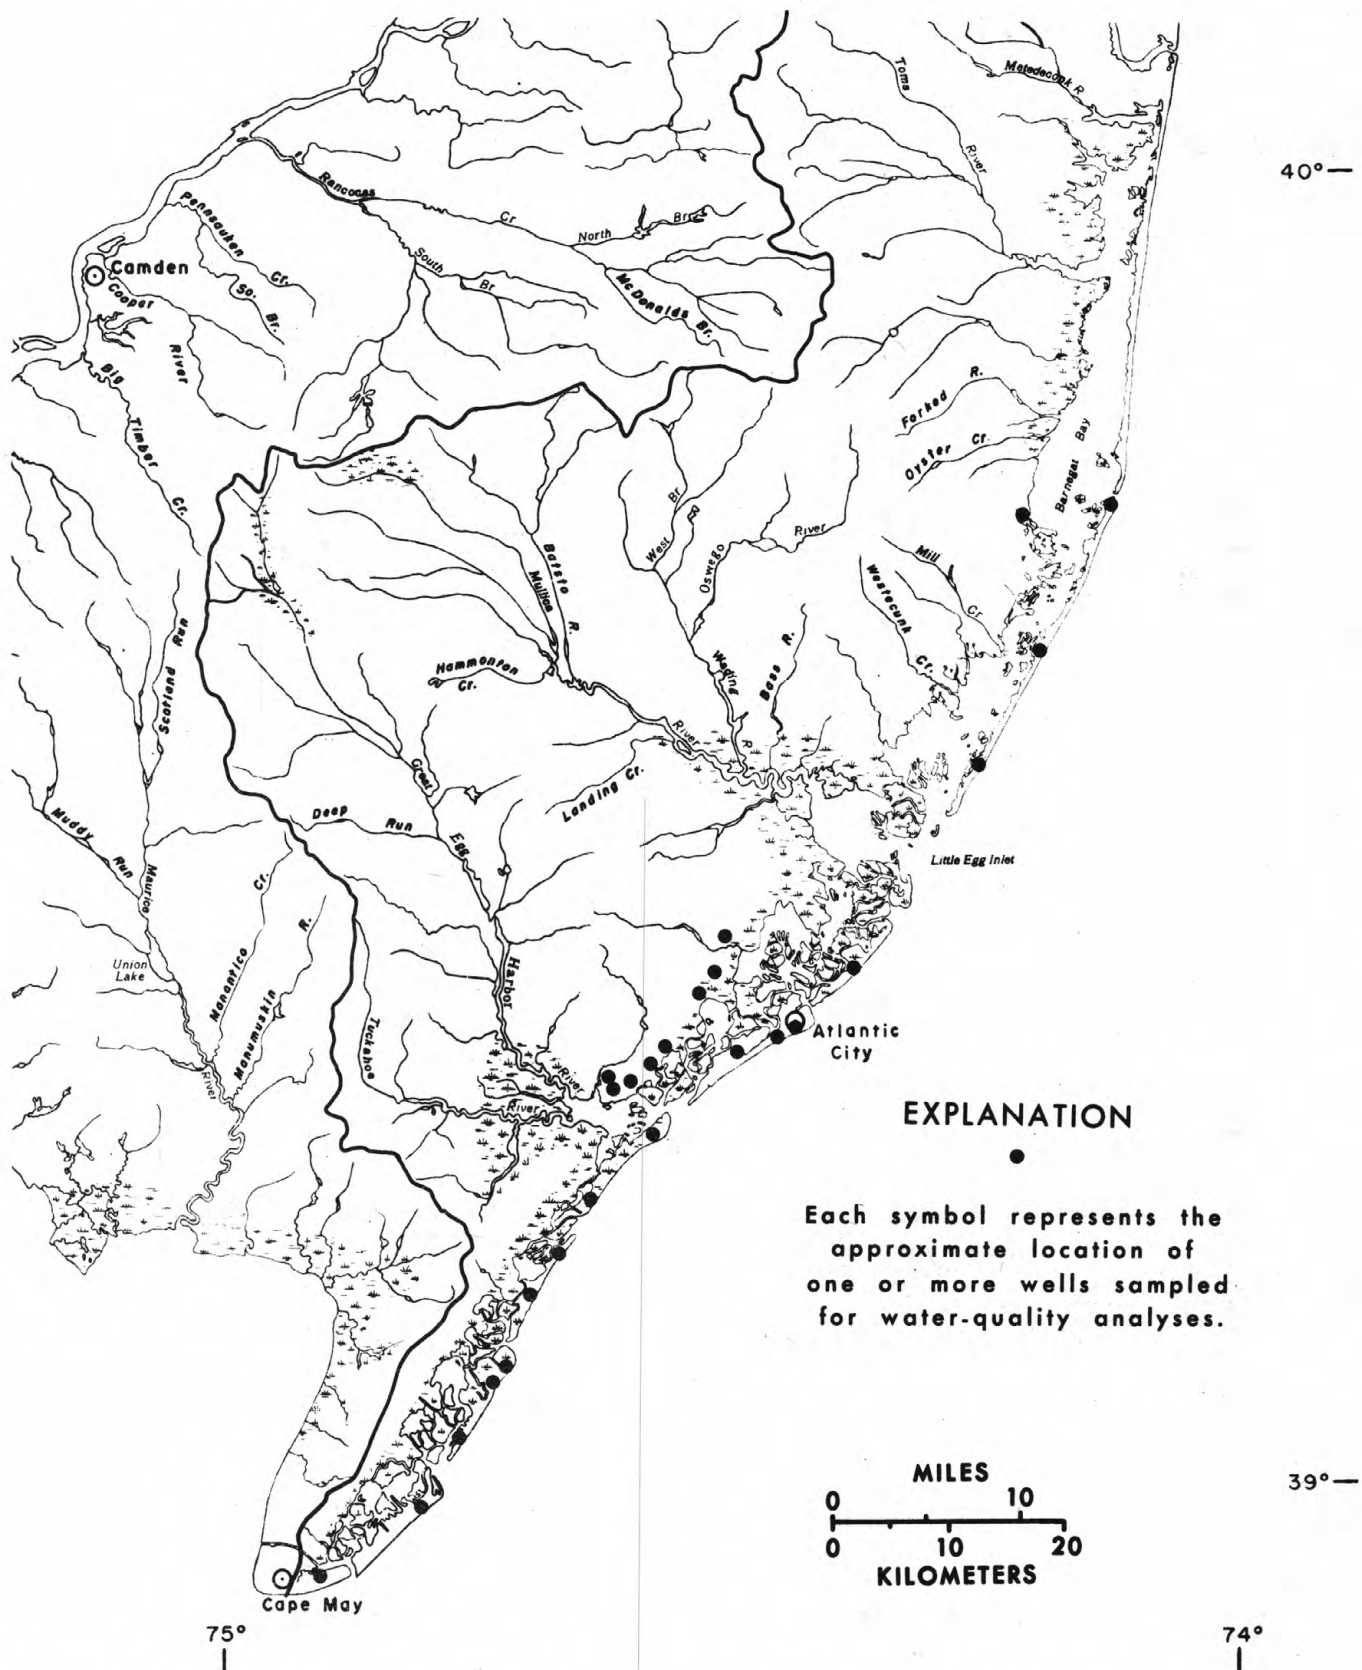 Toms
River
Metedeconk R.
40°
Rancocas
Cr
North
Br.
Pennsauken
Cr.
South
Br
McDonalds Br.
Camden
Cooper
River
So.
Br.
Big
Timber
Cr.
Forked
R.
Oyster Cr.
Barnegat Bay
Batsto
R.
Mullica
West
Br
Oswego
River
Mill
Cr
Westecunk
Cr.
Scotland Run
Hammonton
Cr.
Wading
R
Bass R.
River
Landing Cr.
Great
Egg
Harbor
River
Deep Run
Muddy
Run
Maurice
River
Cr.
Manantico
R.
Manumuskin
Union
Lake
Tuckahoe
River
Little Egg Inlet
Atlantic
City
EXPLANATION
Each symbol represents the
approximate location of
one or more wells sampled
for water-quality analyses.
MILES
0 10
0 10 20
KILOMETERS
39°
Cape May
75°
74°